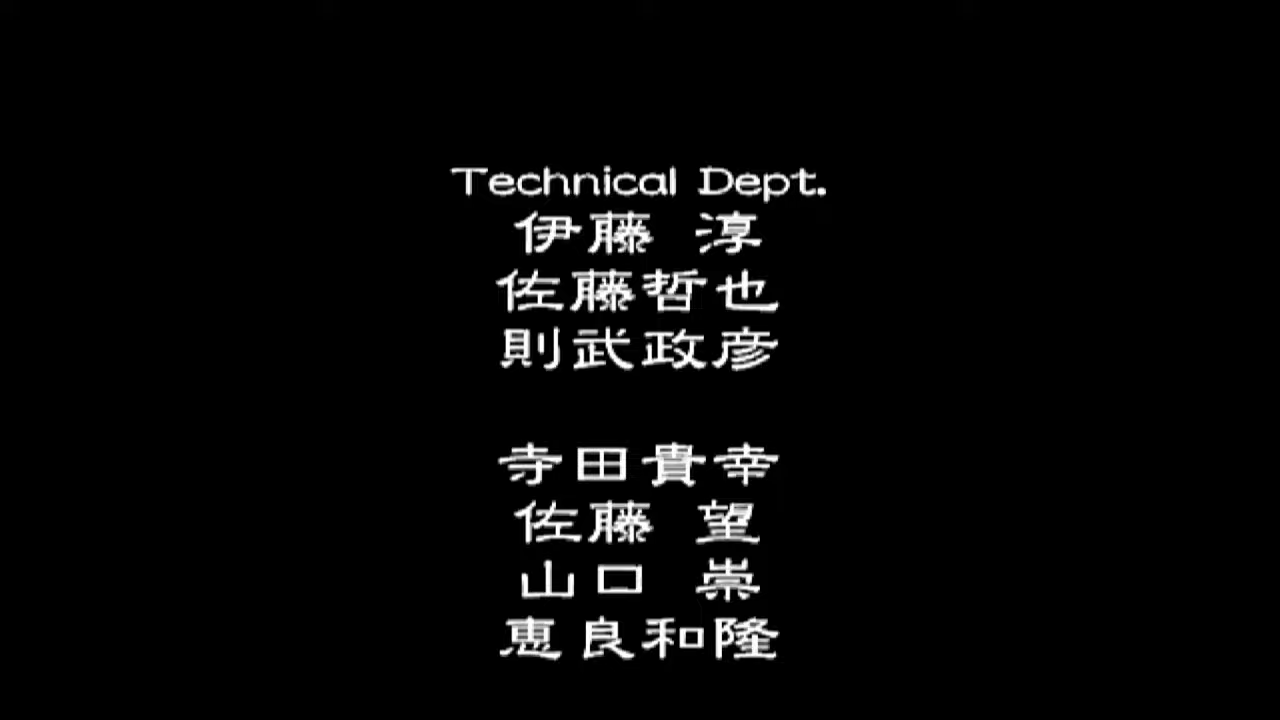 Technical Dept.
伊藤 淳
佐藤哲也
則武政彦
寺田貴幸
佐藤 望
山口 崇
恵良和隆